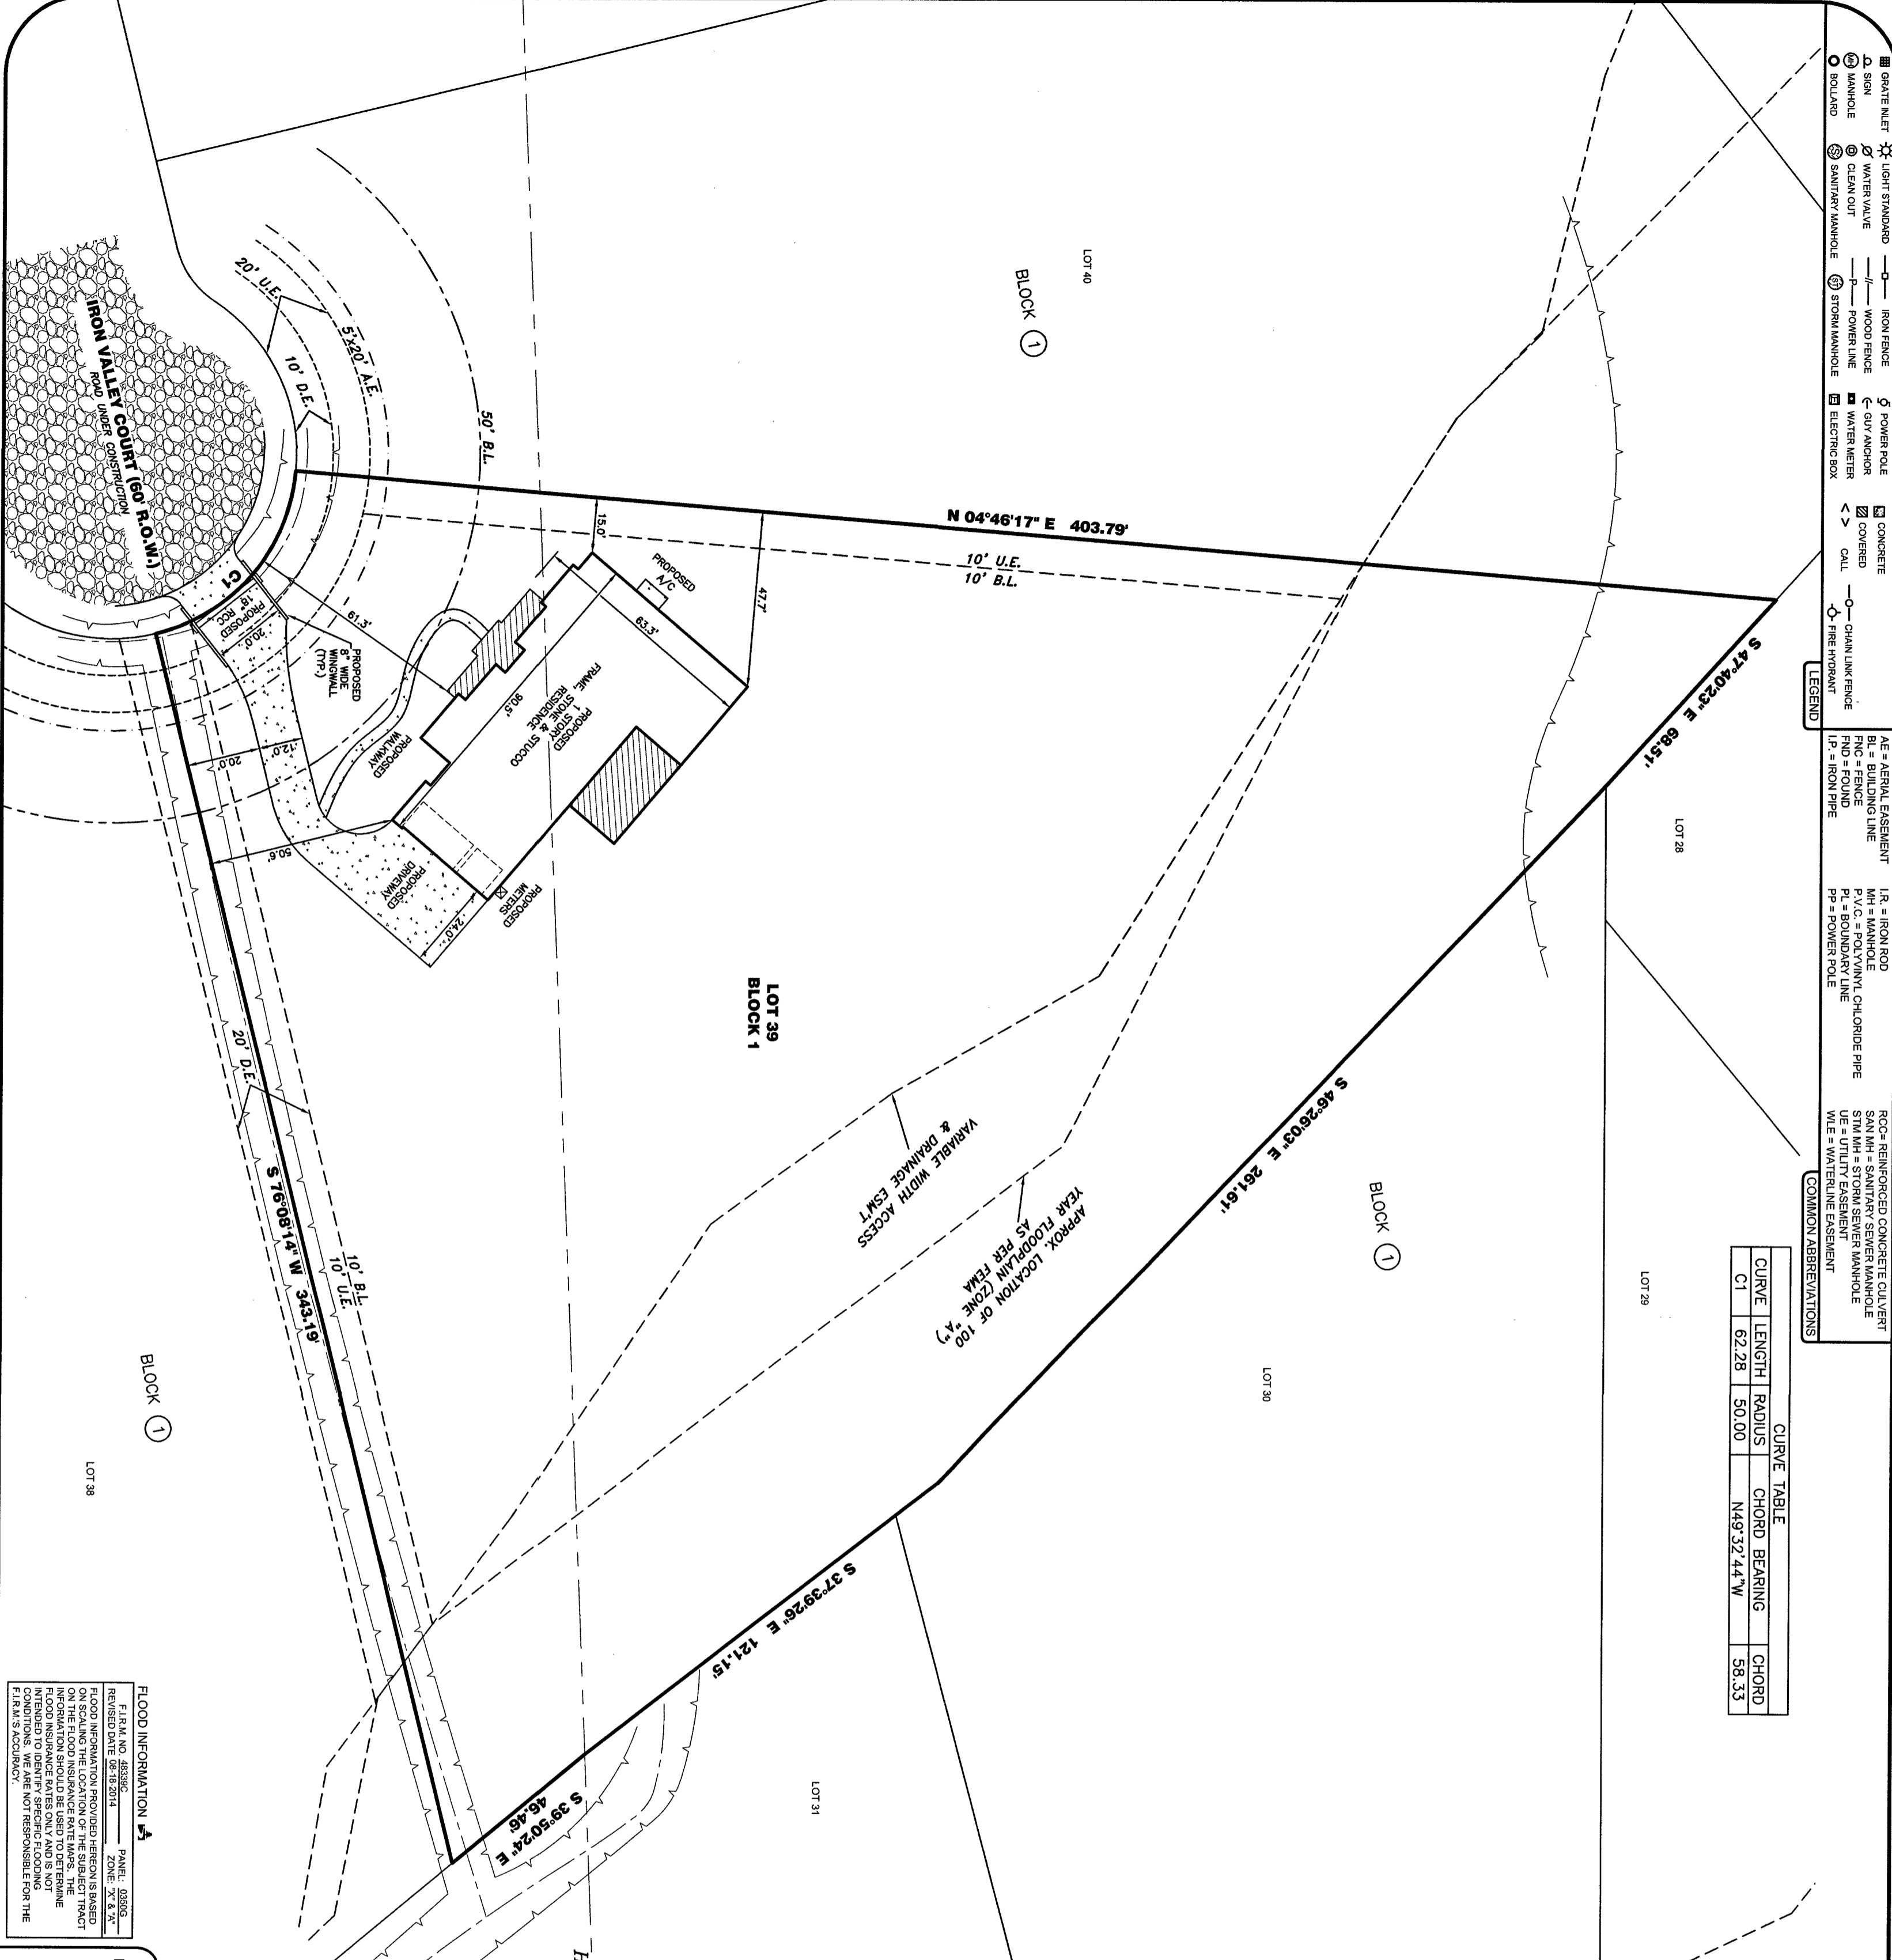 GRATE INLET
SIGN
MANHOLE
BOLLARD
LIGHT STANDARD
WATER VALVE
CLEAN OUT
SANITARY MANHOLE
IRON FENCE
WOOD FENCE
POWER LINE
STORM MANHOLE
POWER POLE
GUY ANCHOR
WATER METER
ELECTRIC BOX
CONCRETE
COVERED
CALL
CHAIN LINK FENCE
FIRE HYDRANT
LEGEND
AE = AERIAL EASEMENT
BL = BUILDING LINE
FNC = FENCE
FND = FOUND
I.P. = IRON PIPE
I.R. = IRON ROD
MH = MANHOLE
P.V.C. = POLYVINYL CHLORIDE PIPE
PL = BOUNDARY LINE
PP = POWER POLE
RCC= REINFORCED CONCRETE CULVERT
SAN MH = SANITARY SEWER MANHOLE
STM MH = STORM SEWER MANHOLE
UE = UTILITY EASEMENT
WLE = WATERLINE EASEMENT
COMMON ABBREVIATIONS
CURVE TABLE
CURVE LENGTH RADIUS CHORD BEARING CHORD
C1 62.28 50.00 N49°32'44"W 58.33
LOT 40
BLOCK 1
LOT 28
LOT 29
BLOCK 1
LOT 30
LOT 31
BLOCK 1
LOT 38
LOT 39
BLOCK 1
N 04°46'17" E 403.79'
10' U.E.
10' B.L.
S 47°40'23" E 68.51'
S 46°26'03" E 261.61'
S 37°39'26" E 121.15'
S 39°50'24" E
46.46'
S 76°08'14" W 343.19'
10' B.L.
10' U.E.
20' D.E.
VARIABLE WIDTH ACCESS
& DRAINAGE ESM'T
APPROX. LOCATION OF 100
YEAR FLOODPLAIN (ZONE "A")
AS PER FEMA
20' U.E.
5'x20' A.E.
10' D.E.
50' B.L.
IRON VALLEY COURT (60' R.O.W.)
ROAD UNDER CONSTRUCTION
C1
PROPOSED
18" RCC
20.0'
PROPOSED
8" WIDE
WINGWALL
(TYP.)
61.3'
15.0'
47.7'
PROPOSED
A/C
63.3'
90.5'
PROPOSED
1 STORY
FRAME, STONE & STUCCO
RESIDENCE
PROPOSED
WALKWAY
12.0'
20.0'
50.6'
PROPOSED
DRIVEWAY
PROPOSED
METERS
24.0'
FLOOD INFORMATION
F.I.R.M. NO. 48339C PANEL: 0350G
REVISED DATE 08-18-2014 ZONE: "X" & "A"
FLOOD INFORMATION PROVIDED HEREON IS BASED
ON SCALING THE LOCATION OF THE SUBJECT TRACT
ON THE FLOOD INSURANCE RATE MAPS. THE
INFORMATION SHOULD BE USED TO DETERMINE
FLOOD INSURANCE RATES ONLY AND IS NOT
INTENDED TO IDENTIFY SPECIFIC FLOODING
CONDITIONS. WE ARE NOT RESPONSIBLE FOR THE
F.I.R.M.'S ACCURACY.